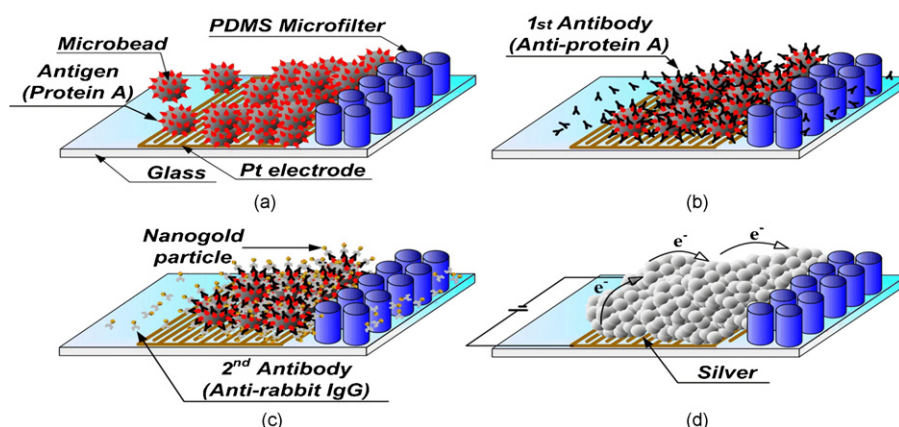 PDMS Microfilter
Microbead
Antigen
(Protein A)
Glass
Pt electrode
(a)
1st Antibody
(Anti-protein A)
(b)
Nanogold
particle
2nd Antibody
(Anti-rabbit IgG)
(c)
e-
e-
e-
Silver
(d)